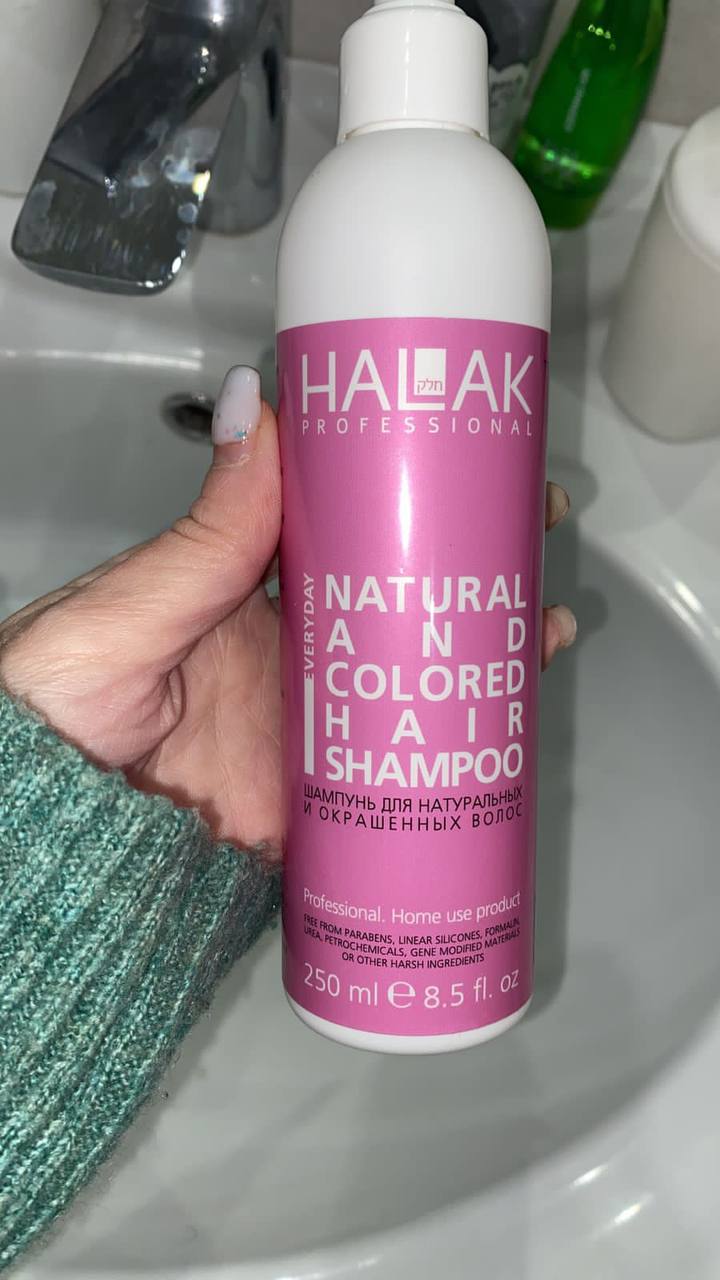 HALLAK
חלק
PROFESSIONAL
EVERYDAY
NATURAL
AND
COLORED
HAIR
SHAMPOO
ШАМПУНЬ ДЛЯ НАТУРАЛЬНЫХ
И ОКРАШЕННЫХ ВОЛОС
Professional. Home use product
FREE FROM PARABENS, LINEAR SILICONES, FORMALIN,
UREA, PETROCHEMICALS, GENE MODIFIED MATERIALS
OR OTHER HARSH INGREDIENTS
250 ml e 8.5 fl. oz